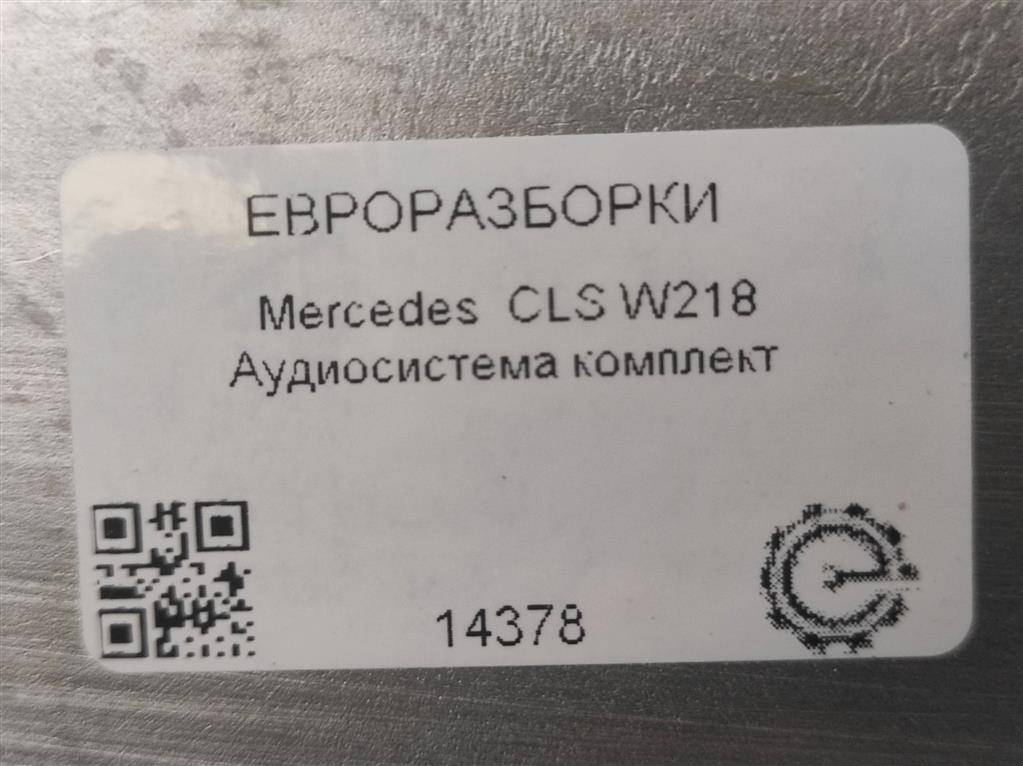 ЕВРОРАЗБОРКИ
Mercedes CLS W218
Аудиосистема комплект
14378